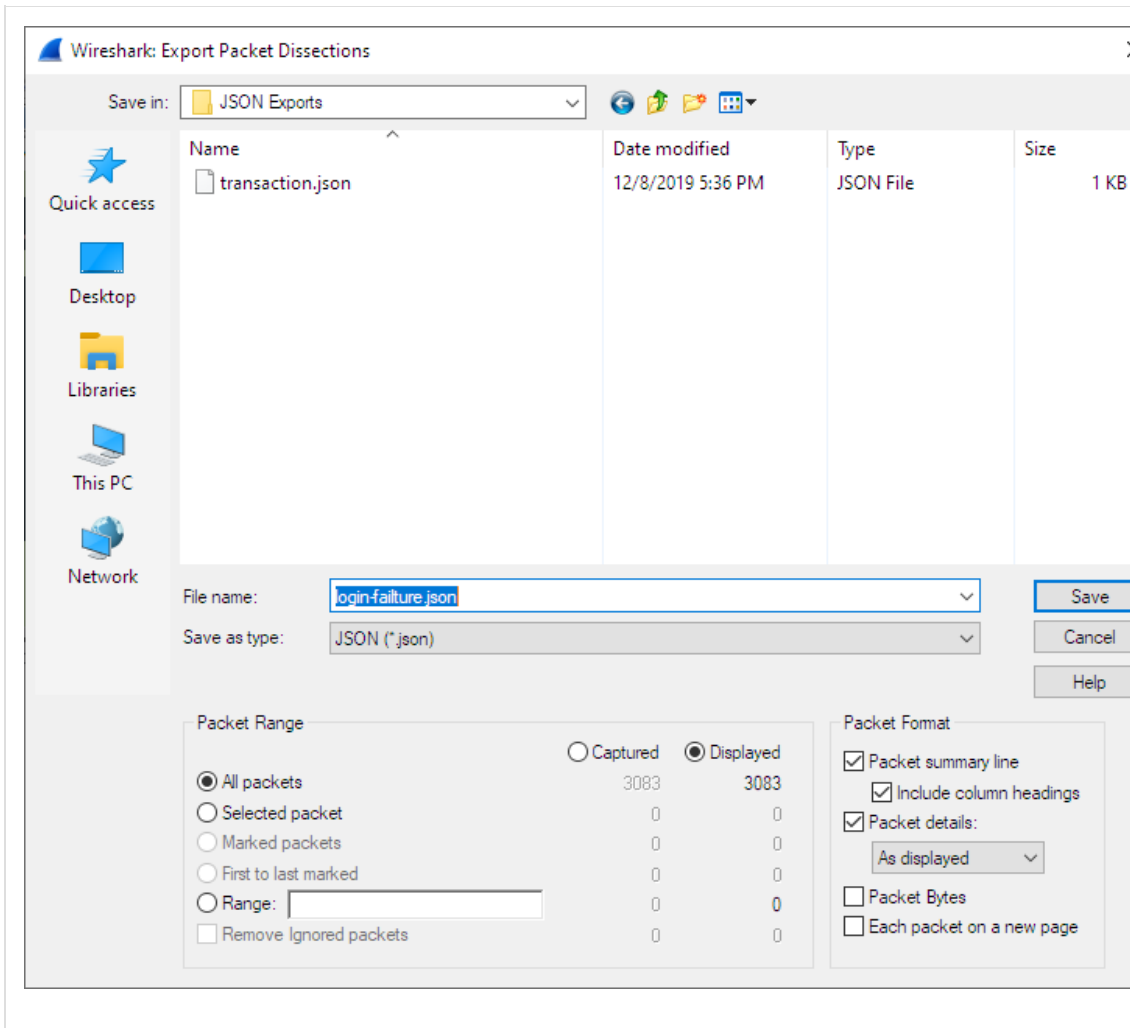 Wireshark: Export Packet Dissections
Save in: JSON Exports
Name Date modified Type Size
transaction.json 12/8/2019 5:36 PM JSON File 1 KB
Quick access
Desktop
Libraries
This PC
Network
File name: login-failture.json Save
Save as type: JSON (*.json) Cancel
Help
Packet Range
Captured Displayed
All packets 3083 3083
Selected packet 0 0
Marked packets 0 0
First to last marked 0 0
Range: 0 0
Remove Ignored packets 0 0
Packet Format
Packet summary line
Include column headings
Packet details:
As displayed
Packet Bytes
Each packet on a new page